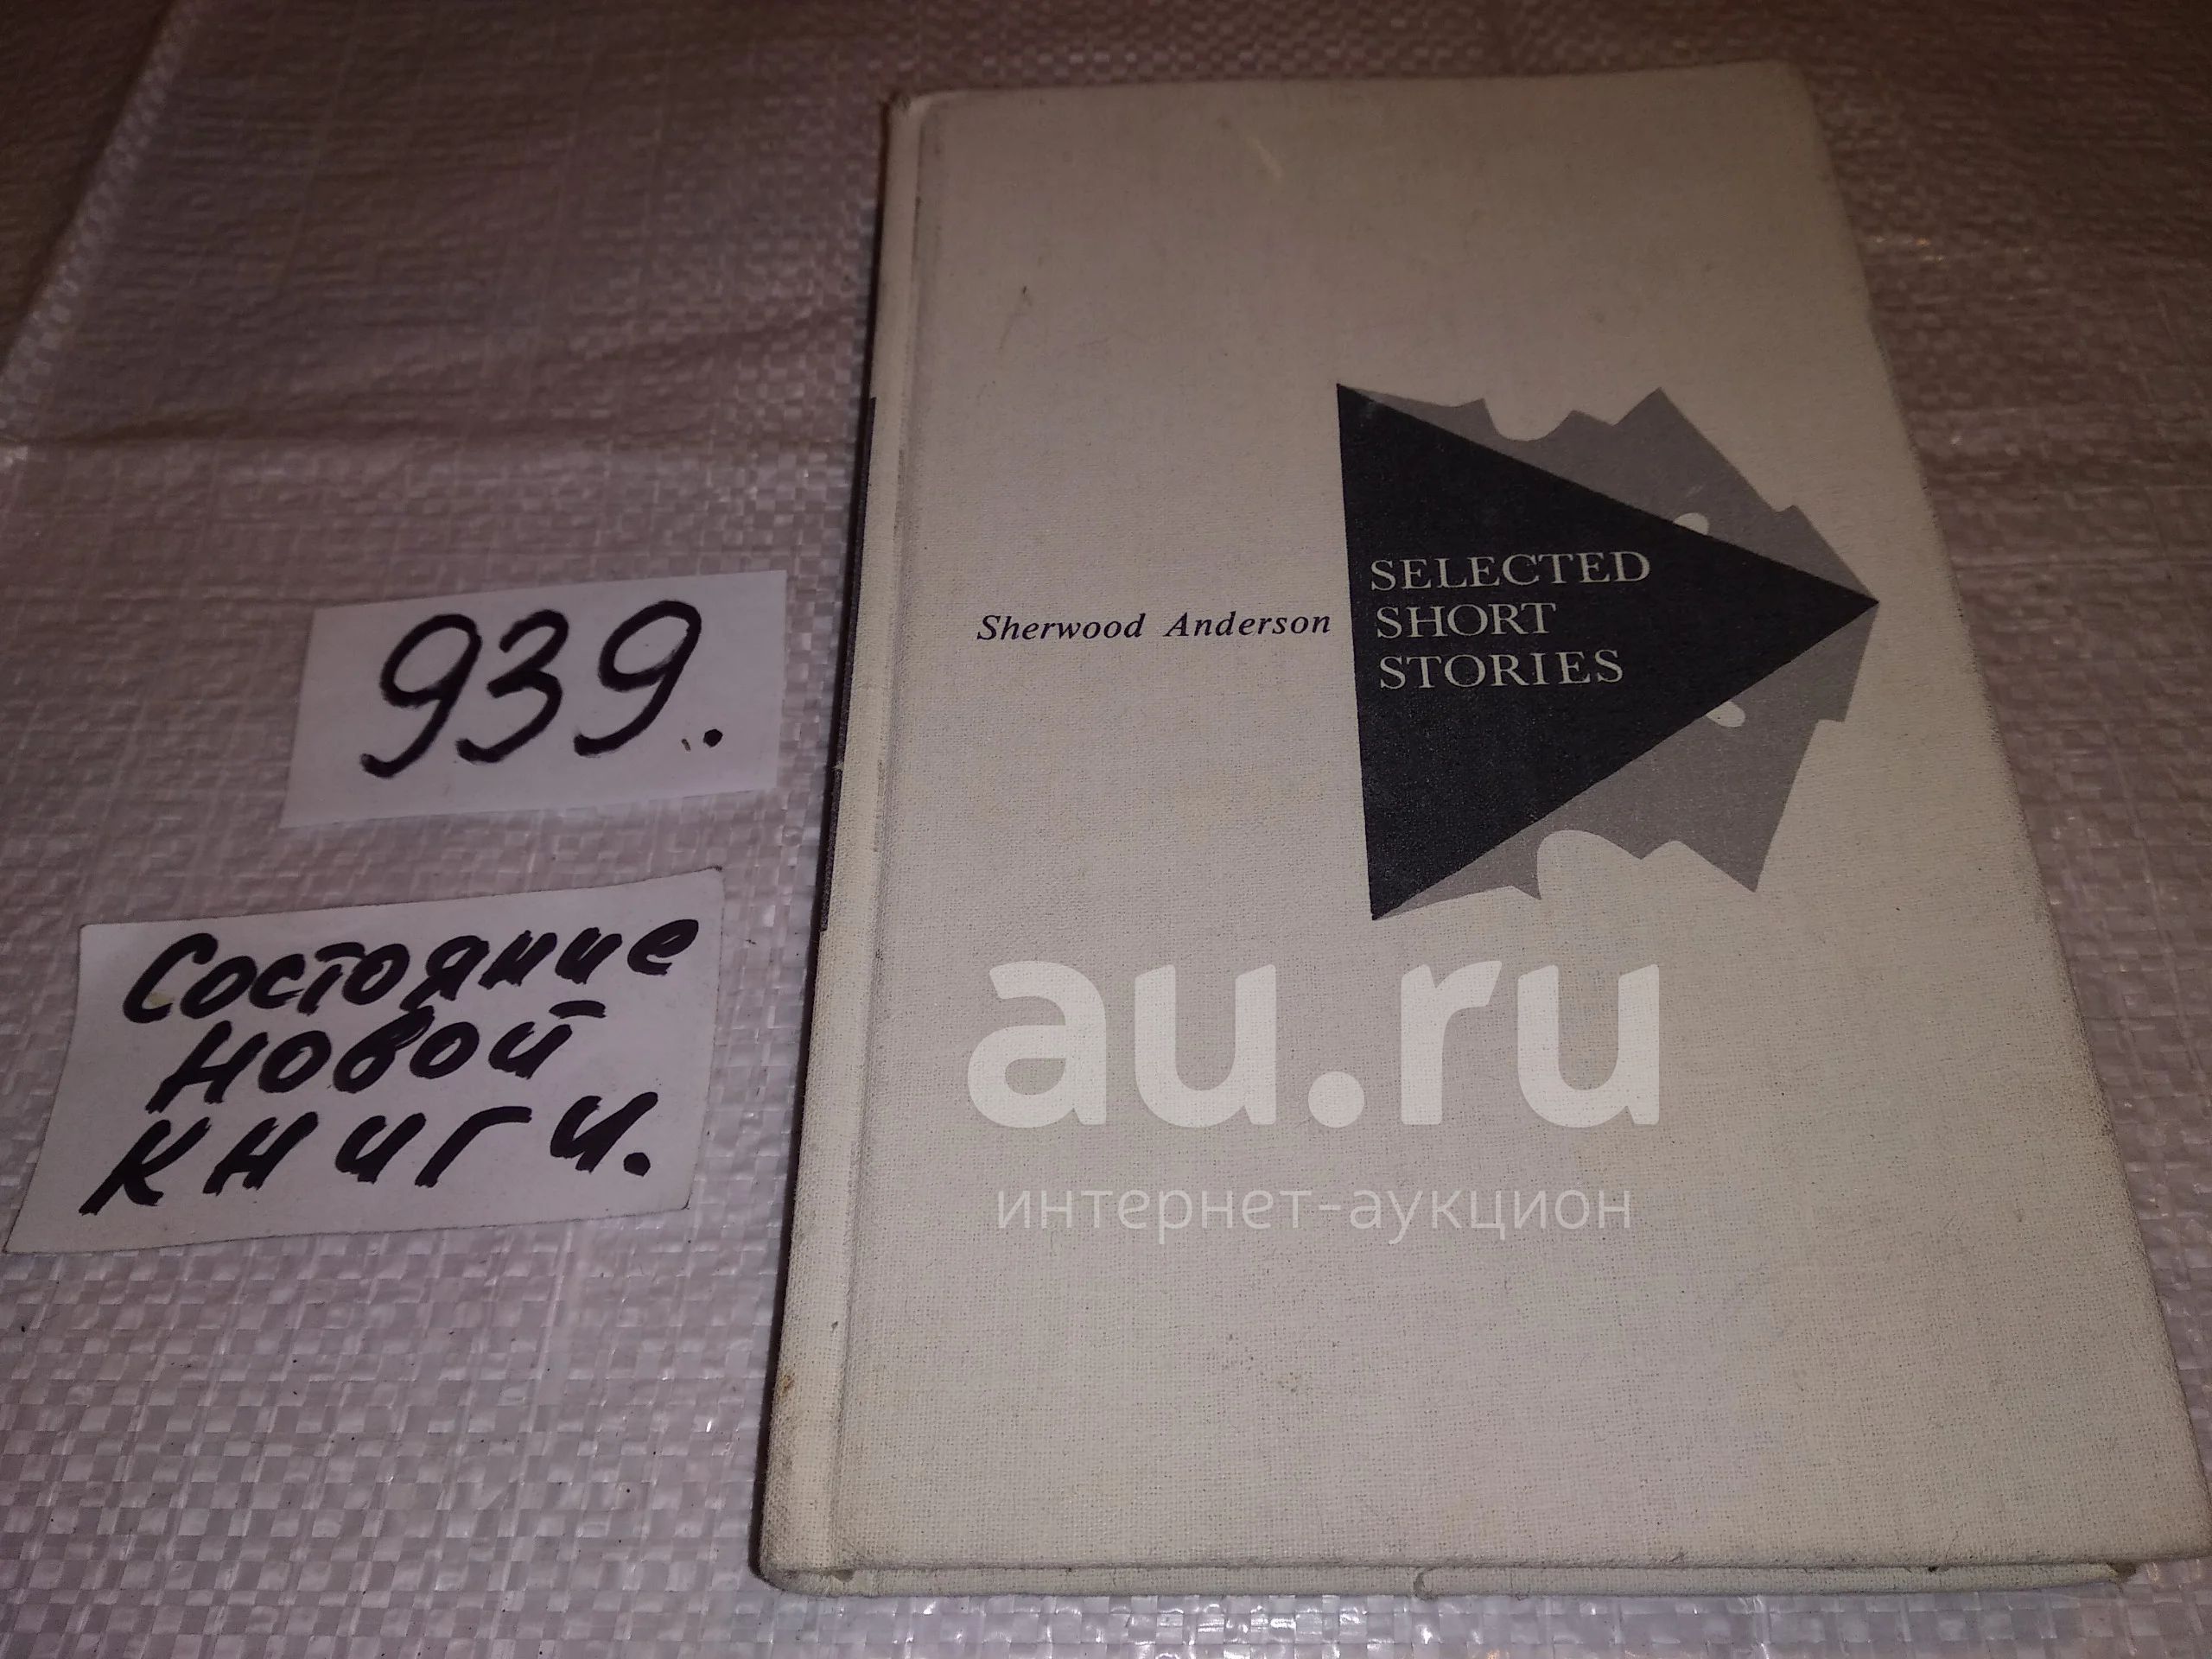 939.
Состояние
новой
книги.
Sherwood Anderson
SELECTED
SHORT
STORIES
au.ru
интернет-аукцион